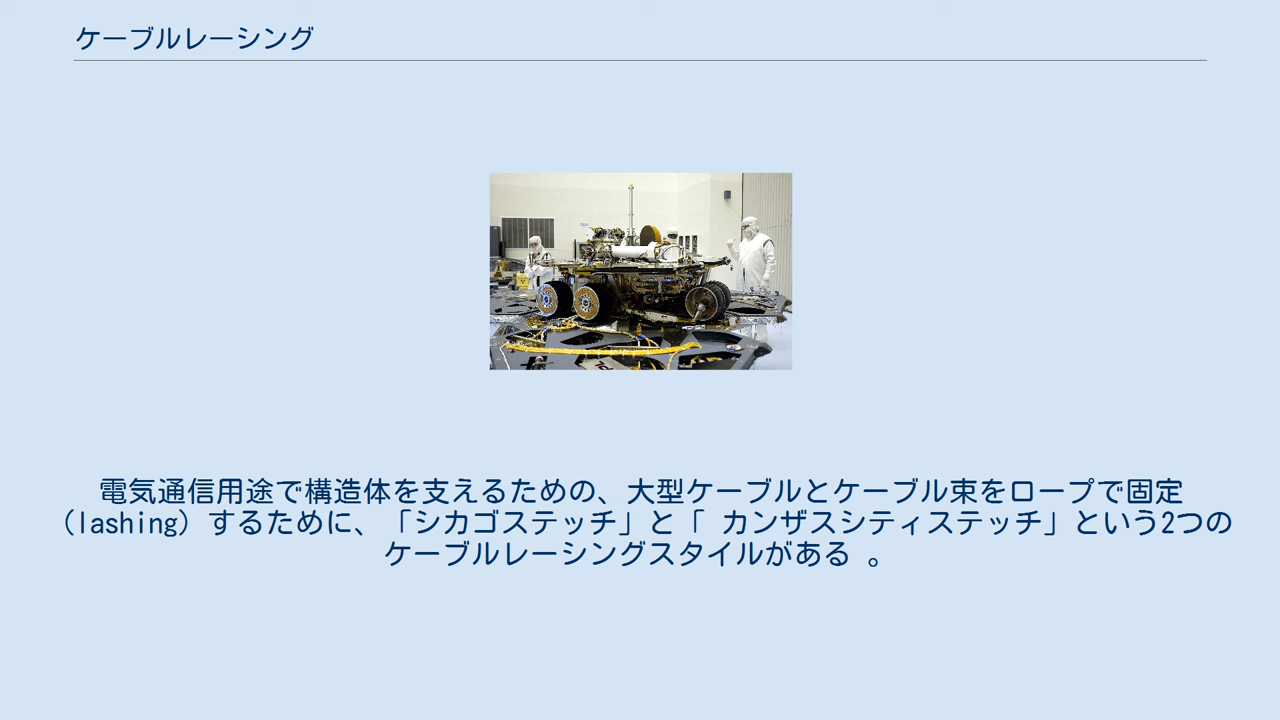 ケーブルレーシング
電気通信用途で構造体を支えるための、大型ケーブルとケーブル束をロープで固定
（lashing）するために、「シカゴステッチ」と「 カンザスシティステッチ」という2つの
ケーブルレーシングスタイルがある 。